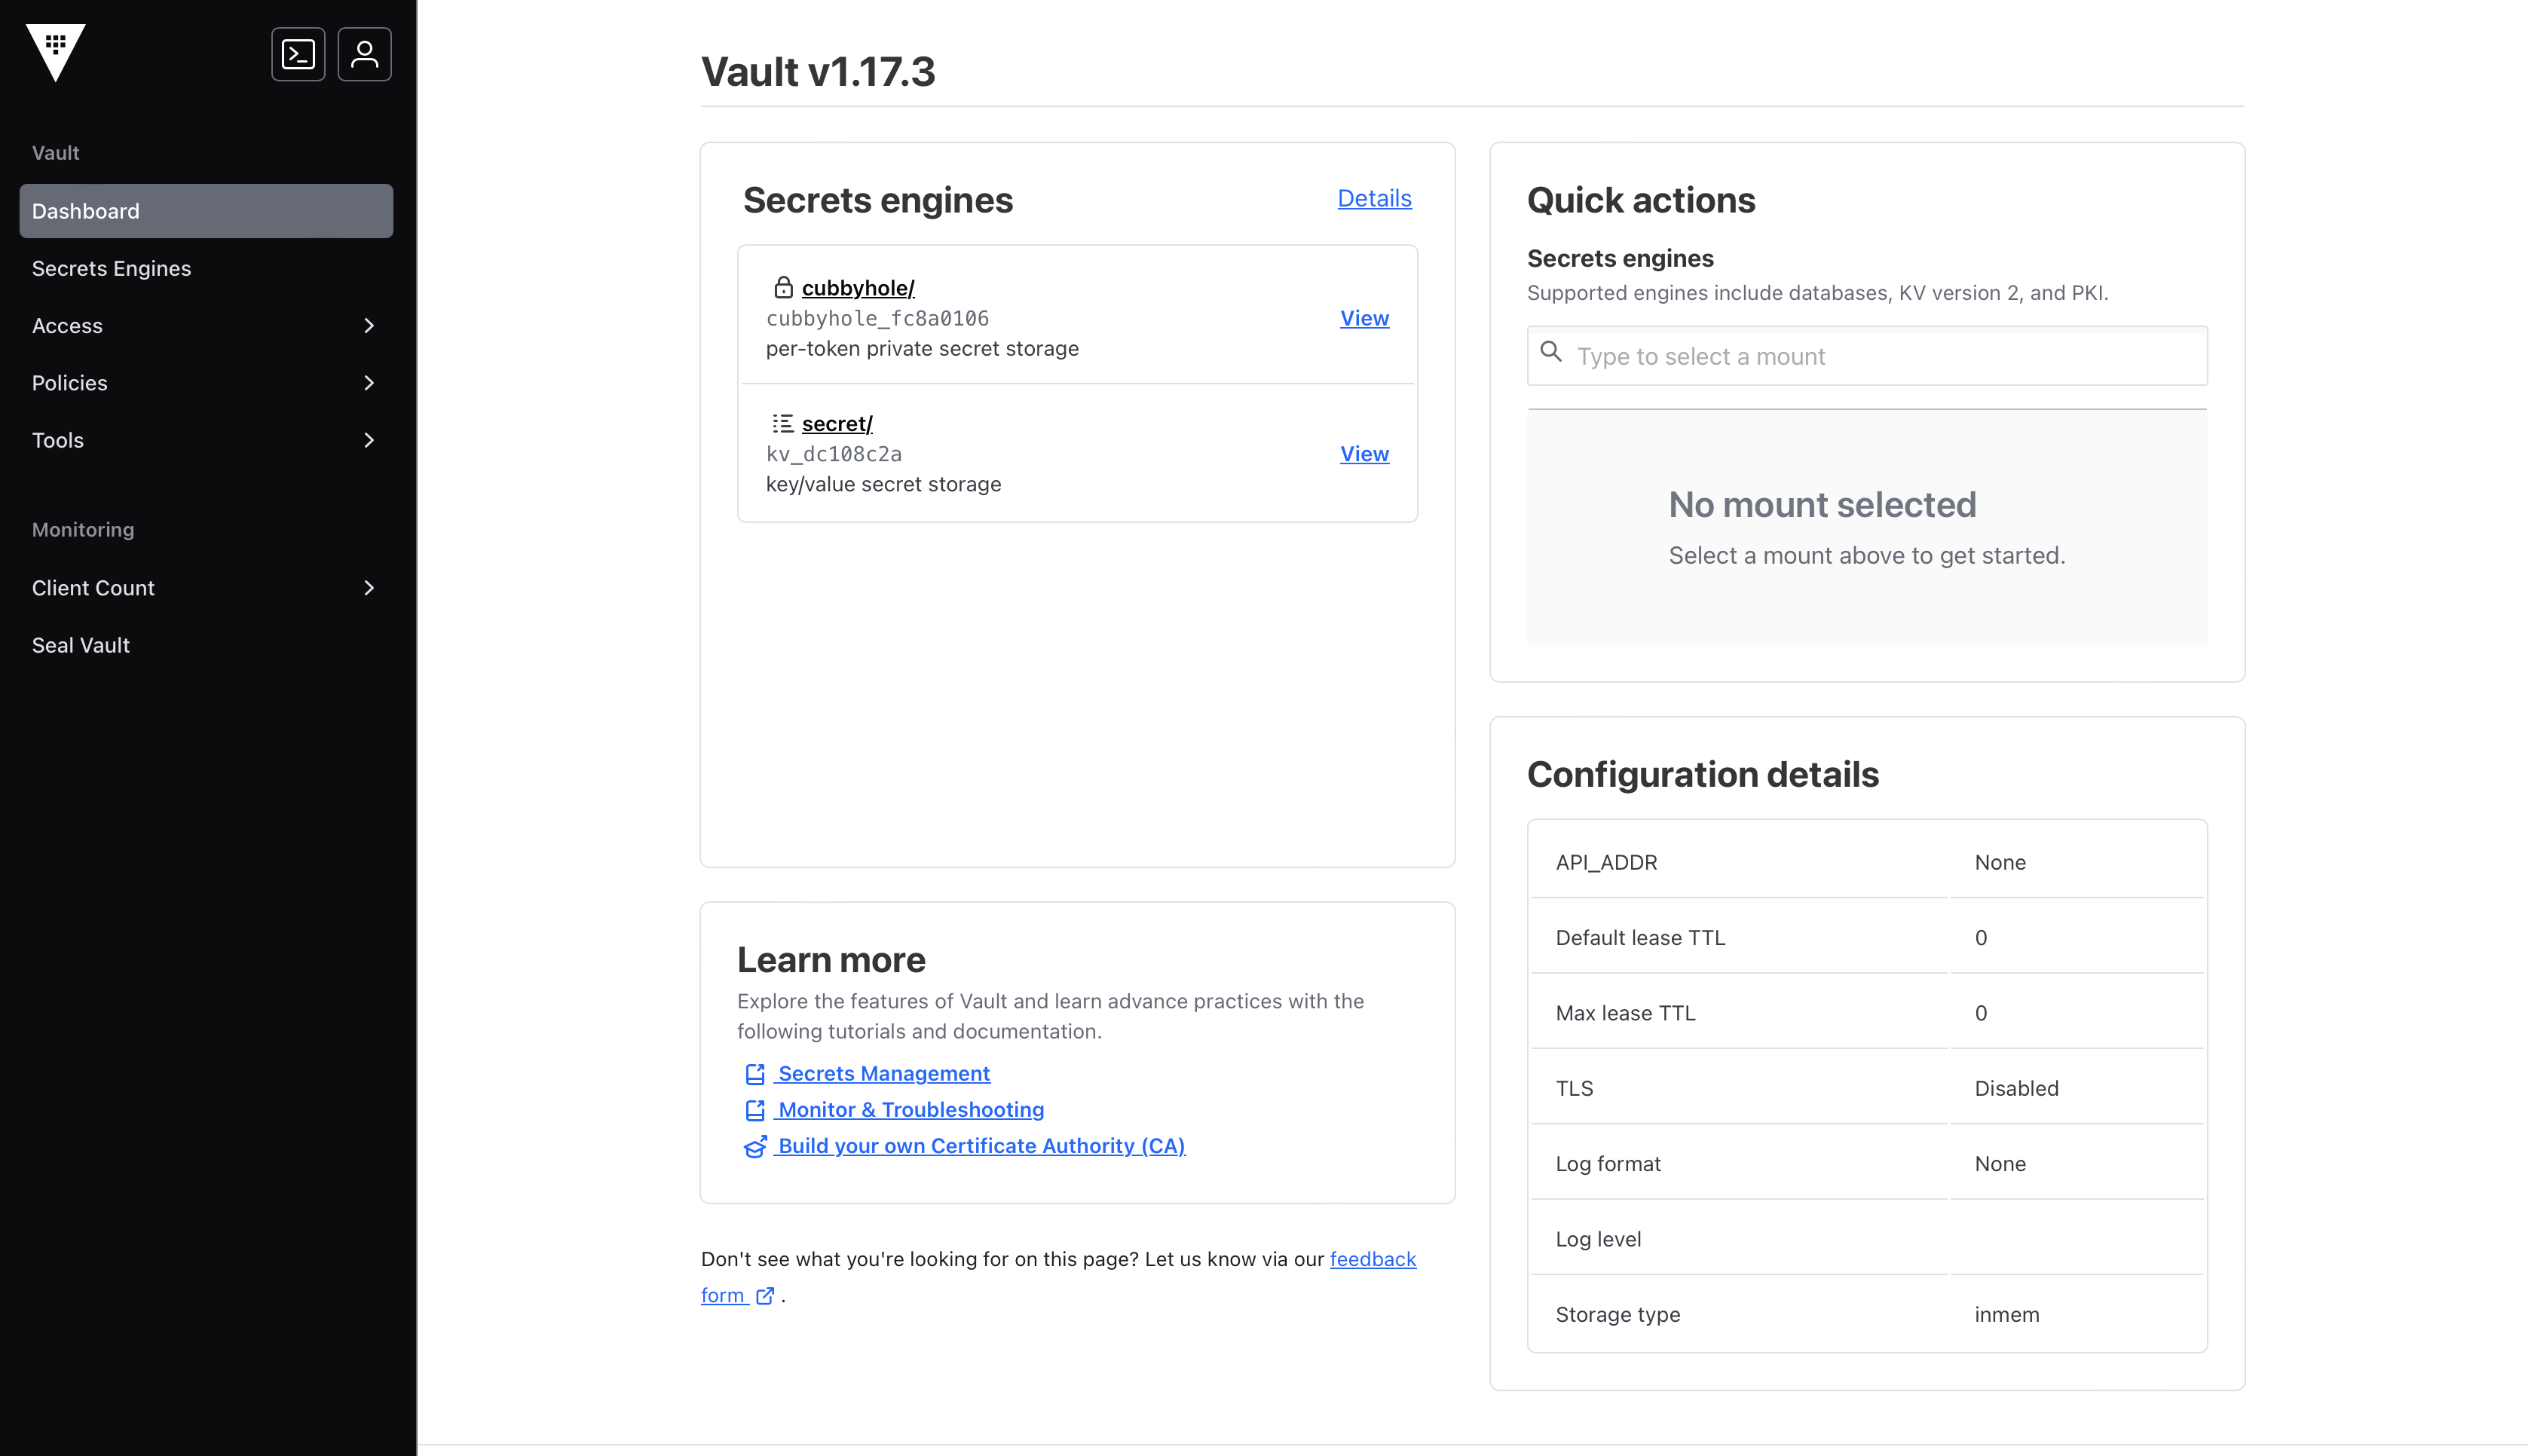 Vault
Dashboard
Secrets Engines
Access
Policies
Tools
Monitoring
Client Count
Seal Vault
Vault v1.17.3
Secrets engines
Details
cubbyhole/
cubbyhole_fc8a0106
per-token private secret storage
View
secret/
kv_dc108c2a
key/value secret storage
View
Learn more
Explore the features of Vault and learn advance practices with the
following tutorials and documentation.
Secrets Management
Monitor & Troubleshooting
Build your own Certificate Authority (CA)
Don't see what you're looking for on this page? Let us know via our feedback
form .
Quick actions
Secrets engines
Supported engines include databases, KV version 2, and PKI.
Type to select a mount
No mount selected
Select a mount above to get started.
Configuration details
API_ADDR None
Default lease TTL 0
Max lease TTL 0
TLS Disabled
Log format None
Log level
Storage type inmem